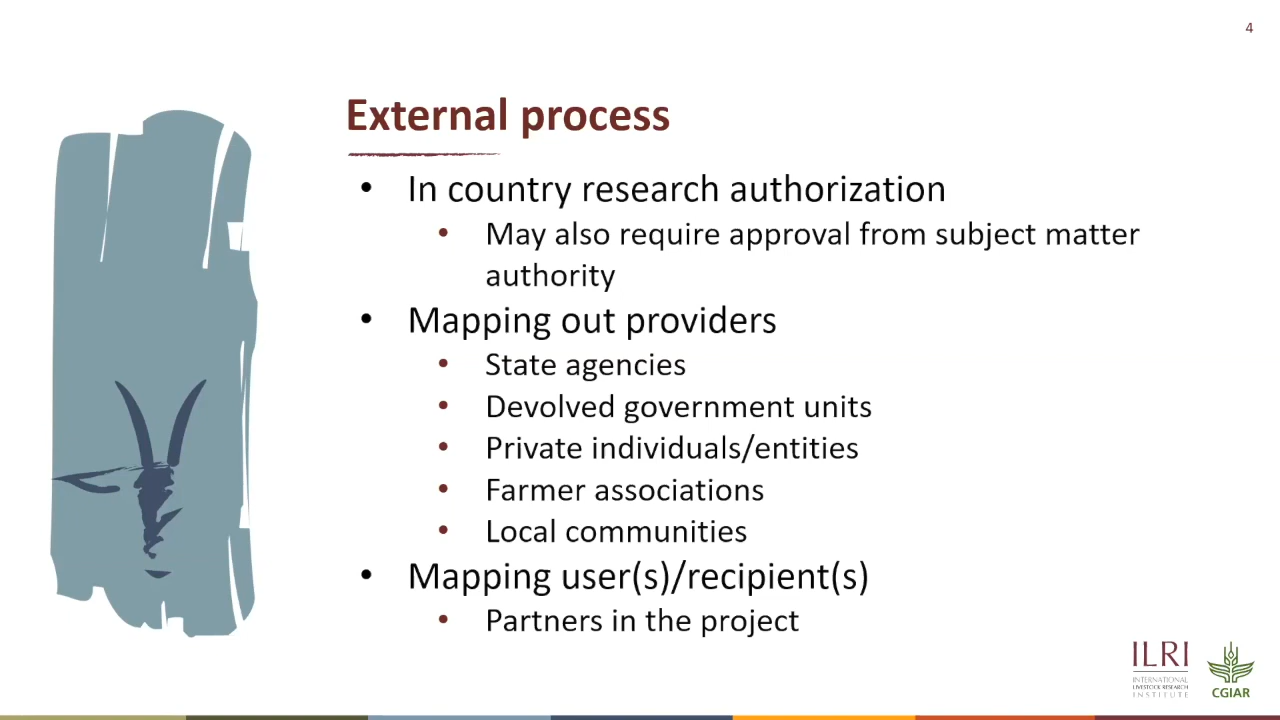 4
External process
• In country research authorization
• May also require approval from subject matter
authority
• Mapping out providers
• State agencies
• Devolved government units
• Private individuals/entities
• Farmer associations
• Local communities
• Mapping user(s)/recipient(s)
• Partners in the project
ILRI
INTERNATIONAL
LIVESTOCK RESEARCH
INSTITUTE
CGIAR